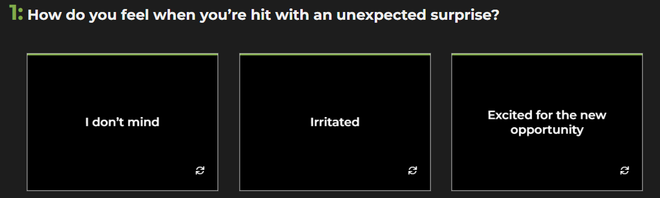 1: How do you feel when you're hit with an unexpected surprise?
I don't mind
Irritated
Excited for the new
opportunity